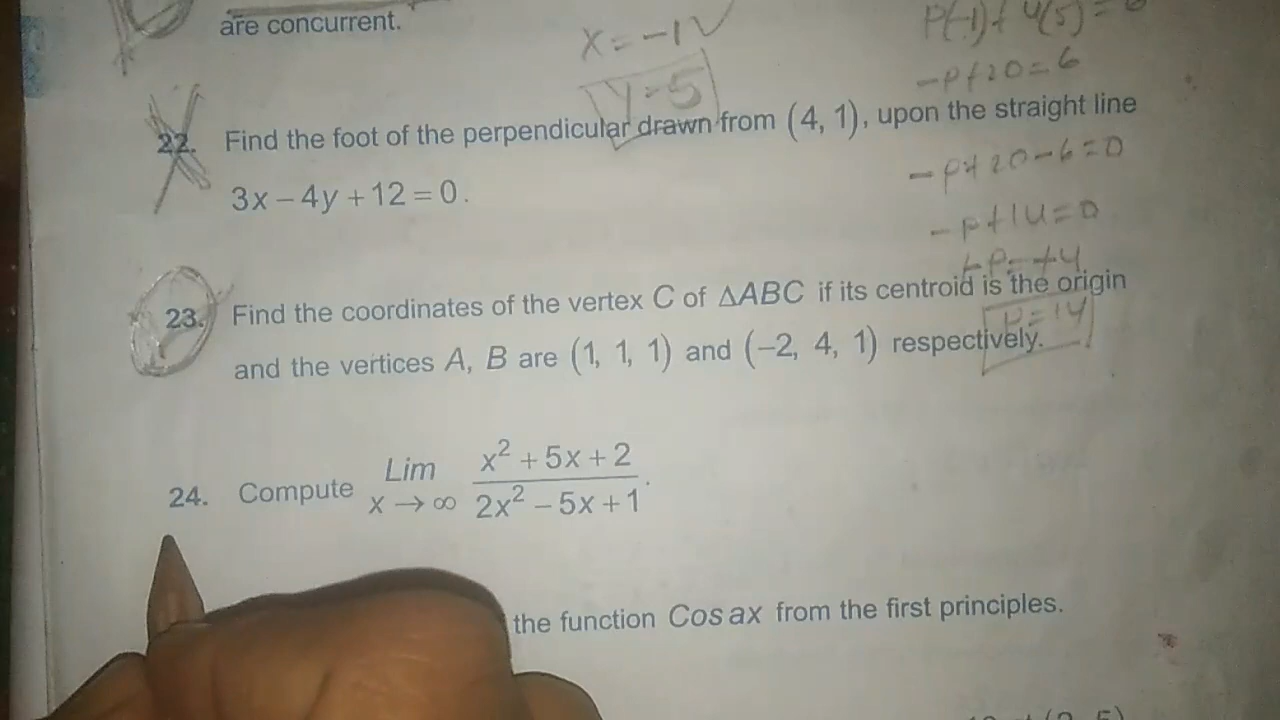 are concurrent.
x = -1
y = 5
P(-1) + 4(5) =
-p + 20 = 6
22. Find the foot of the perpendicular drawn from (4, 1), upon the straight line
-p + 20 - 6 = 0
3x - 4y + 12 = 0.
-p + 14 = 0
23. Find the coordinates of the vertex C of ΔABC if its centroid is the origin
p = 14
and the vertices A, B are (1, 1, 1) and (-2, 4, 1) respectively.
24. Compute Lim x → ∞ x² + 5x + 2 / 2x² - 5x + 1.
the function Cos ax from the first principles.